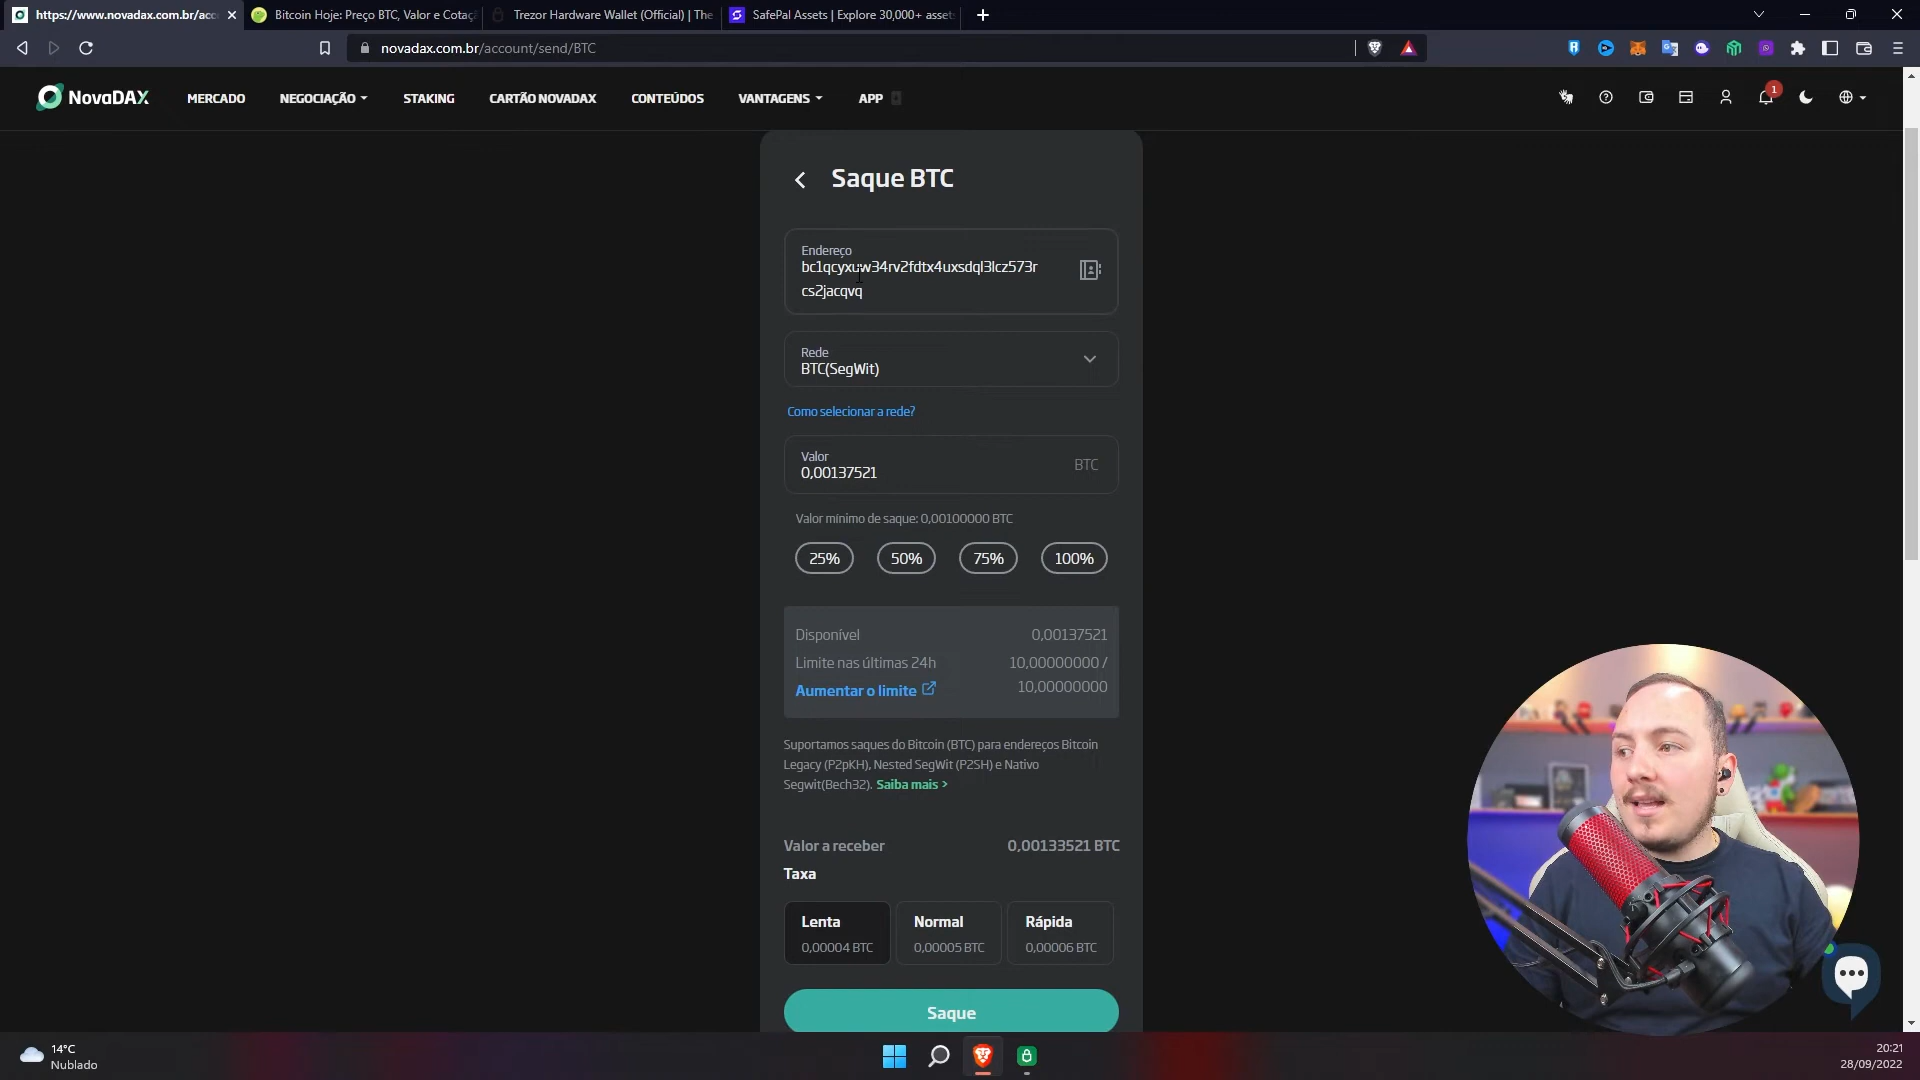 https://www.novadax.com.br/acc
Bitcoin Hoje: Preço BTC, Valor e Cotaç
Trezor Hardware Wallet (Official) | The
SafePal Assets | Explore 30,000+ asset
novadax.com.br/account/send/BTC
NovaDAX
MERCADO
NEGOCIAÇÃO
STAKING
CARTÃO NOVADAX
CONTEÚDOS
VANTAGENS
APP
1
Saque BTC
Endereço
bc1qcyxuw34rv2fdtx4uxsdql3lcz573r
cs2jacqvq
Rede
BTC(SegWit)
Como selecionar a rede?
Valor
0,00137521
BTC
Valor mínimo de saque: 0,00100000 BTC
25%
50%
75%
100%
Disponível
0,00137521
Limite nas últimas 24h
10,00000000 /
Aumentar o limite
10,00000000
Suportamos saques do Bitcoin (BTC) para endereços Bitcoin
Legacy (P2pKH), Nested SegWit (P2SH) e Nativo
Segwit(Bech32). Saiba mais >
Valor a receber
0,00133521 BTC
Taxa
Lenta
0,00004 BTC
Normal
0,00005 BTC
Rápida
0,00006 BTC
Saque
14°C
Nublado
20:21
28/09/2022